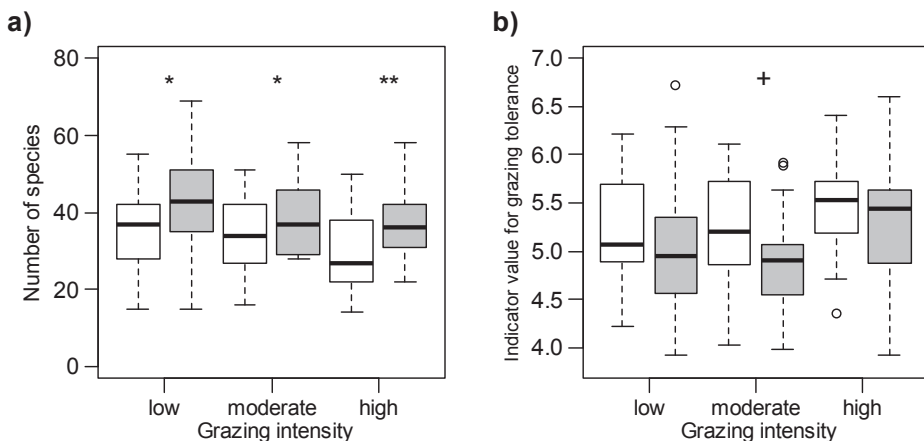 a)
Number of species
80
60
40
20
0
* * **
low moderate high
Grazing intensity
b)
Indicator value for grazing tolerance
7.0
6.5
6.0
5.5
5.0
4.5
4.0
+
low moderate high
Grazing intensity